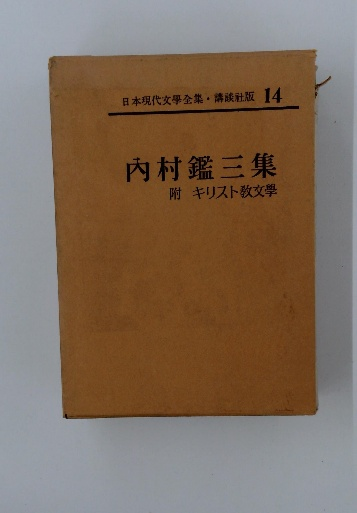 日本現代文學全集・講談社版 14
內村鑑三集
附 キリスト教文學